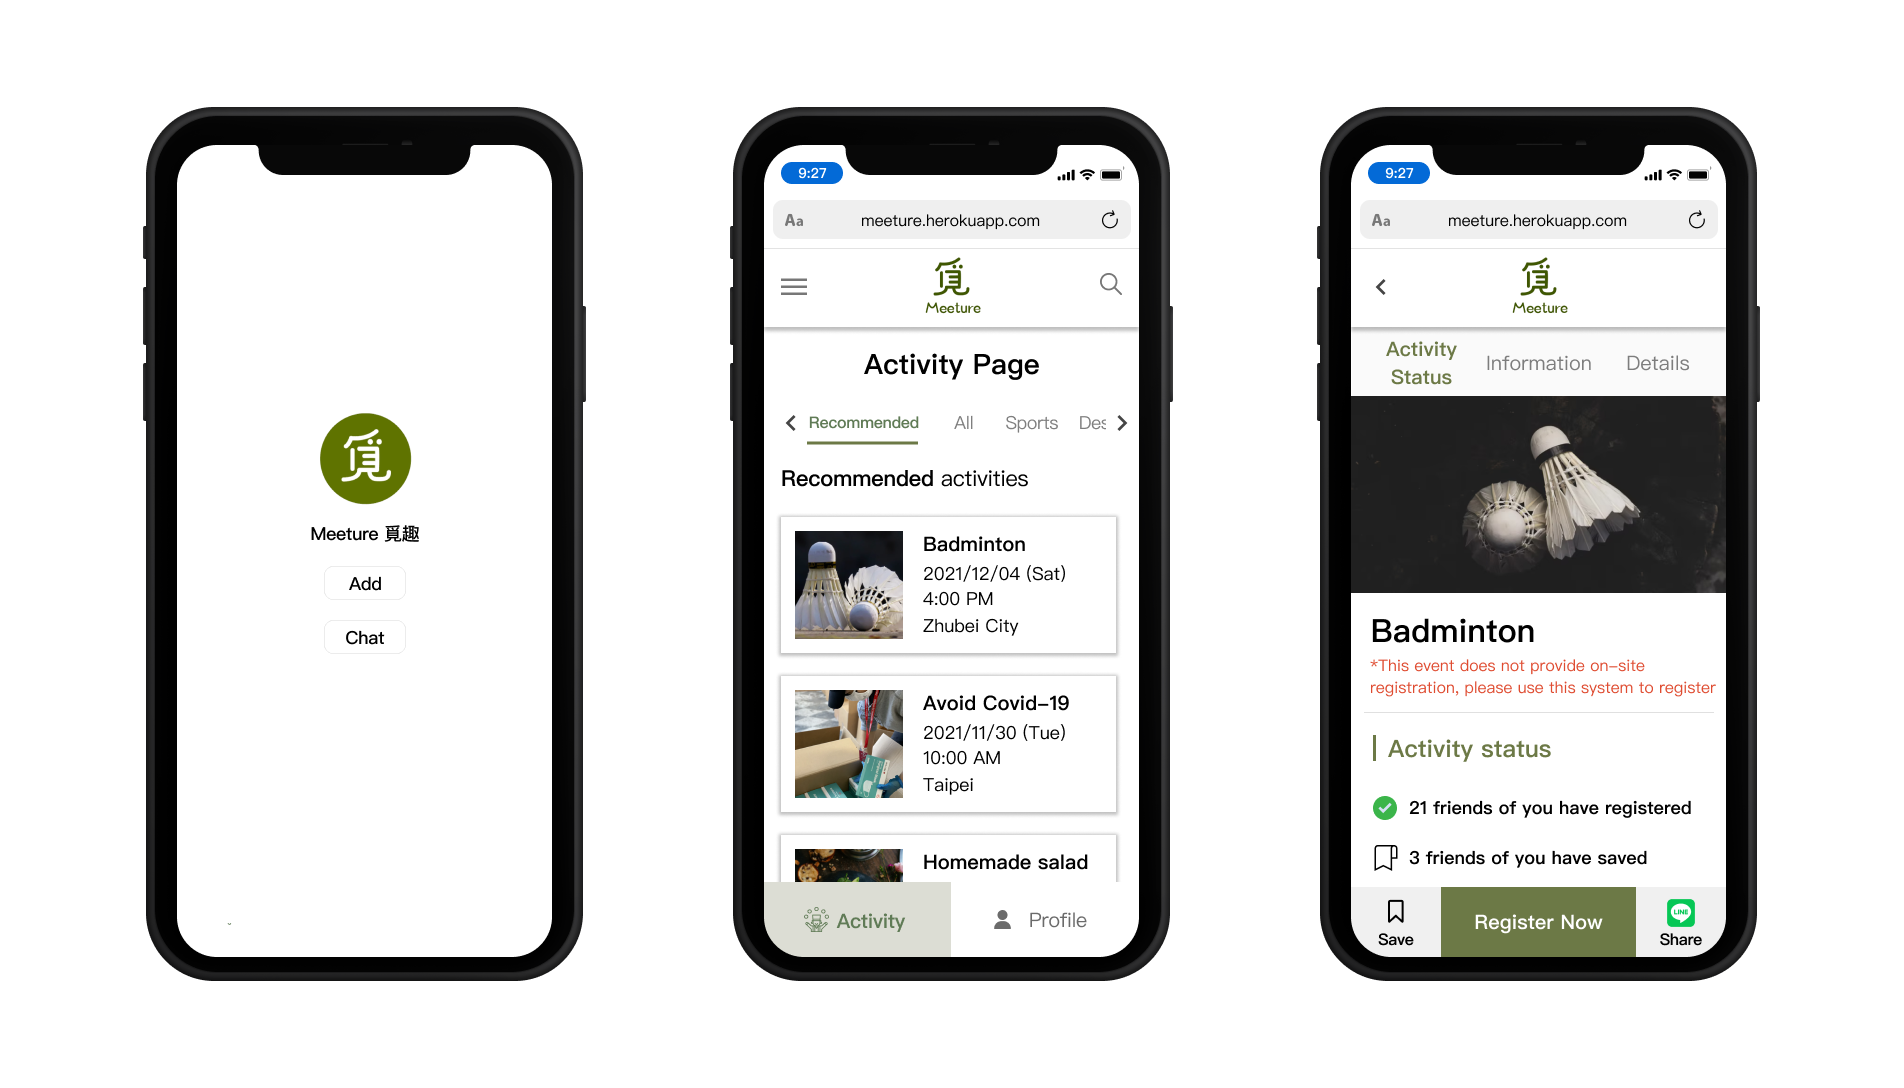 覓
Meeture 覓趣
Add
Chat
9:27
Aa
meeture.herokuapp.com
覓
Meeture
Activity Page
Recommended
All
Sports
Des
Recommended activities
Badminton
2021/12/04 (Sat)
4:00 PM
Zhubei City
Avoid Covid-19
2021/11/30 (Tue)
10:00 AM
Taipei
Homemade salad
Activity
Profile
9:27
Aa
meeture.herokuapp.com
覓
Meeture
Activity
Status
Information
Details
Badminton
*This event does not provide on-site
registration, please use this system to register
Activity status
21 friends of you have registered
3 friends of you have saved
Save
Register Now
LINE
Share